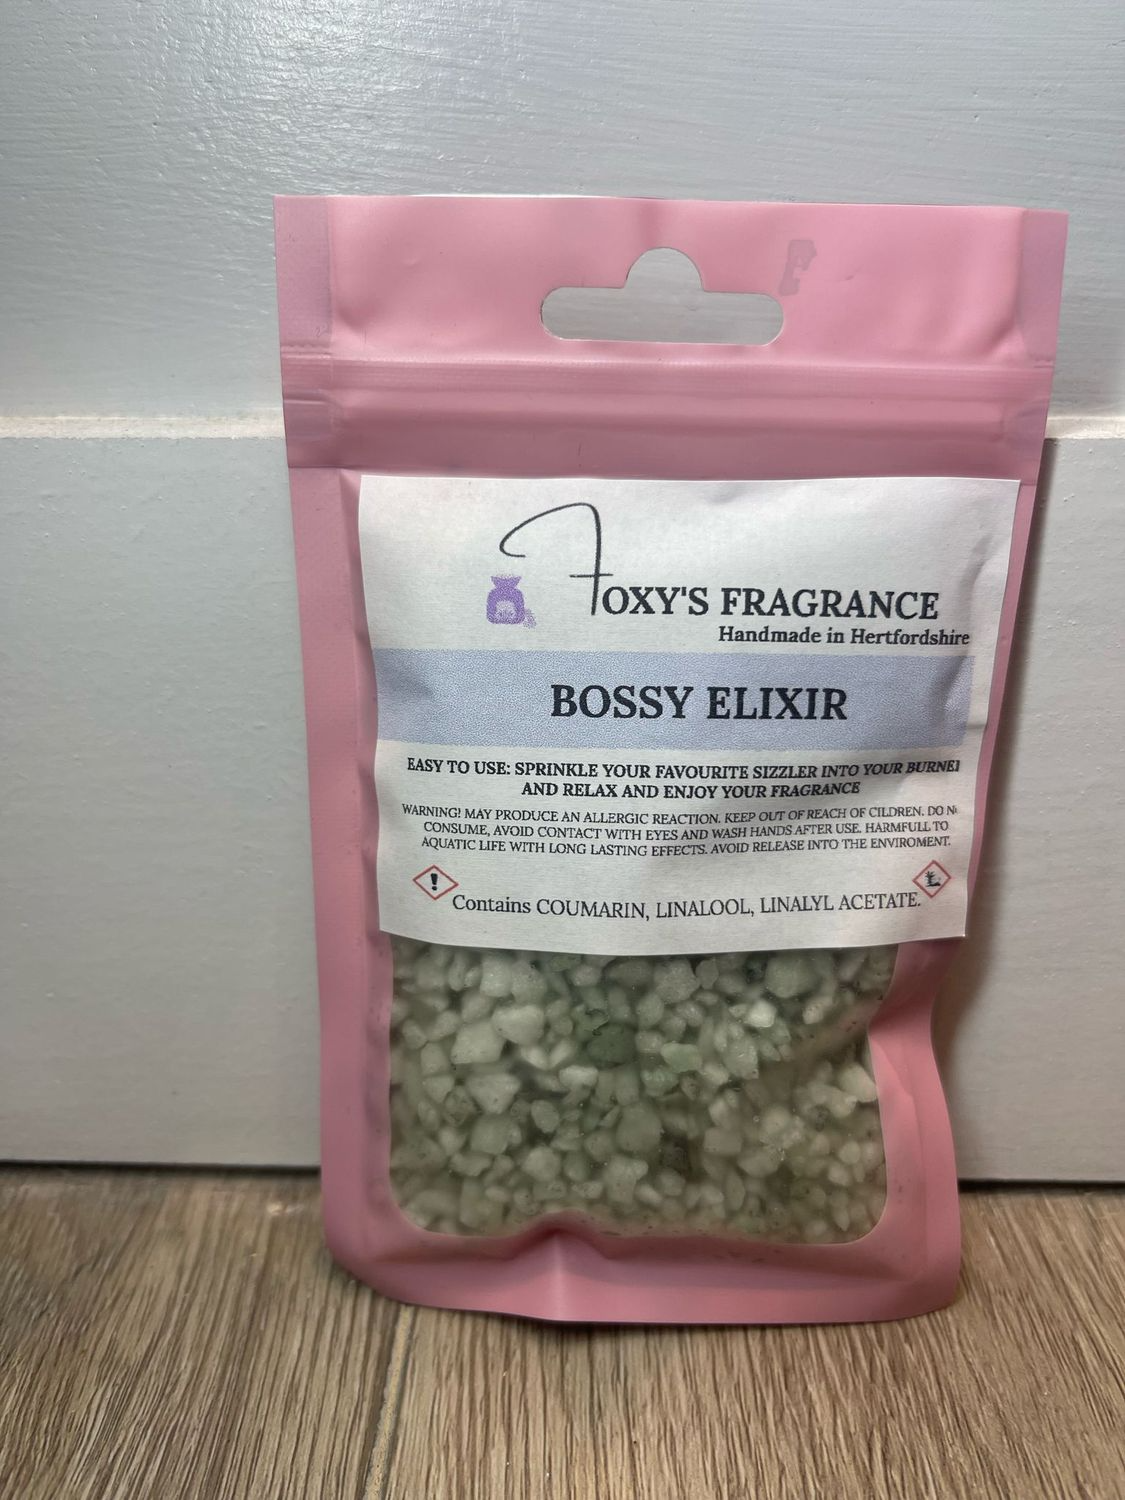 FOXY'S FRAGRANCE
Handmade in Hertfordshire
BOSSY ELIXIR
EASY TO USE: SPRINKLE YOUR FAVOURITE SIZZLER INTO YOUR BURNE
AND RELAX AND ENJOY YOUR FRAGRANCE
WARNING! MAY PRODUCE AN ALLERGIC REACTION. KEEP OUT OF REACH OF CILDREN. DO
CONSUME, AVOID CONTACT WITH EYES AND WASH HANDS AFTER USE. HARMFULL TO
AQUATIC LIFE WITH LONG LASTING EFFECTS. AVOID RELEASE INTO THE ENVIROMENT.
Contains COUMARIN, LINALOOL, LINALYL ACETATE.